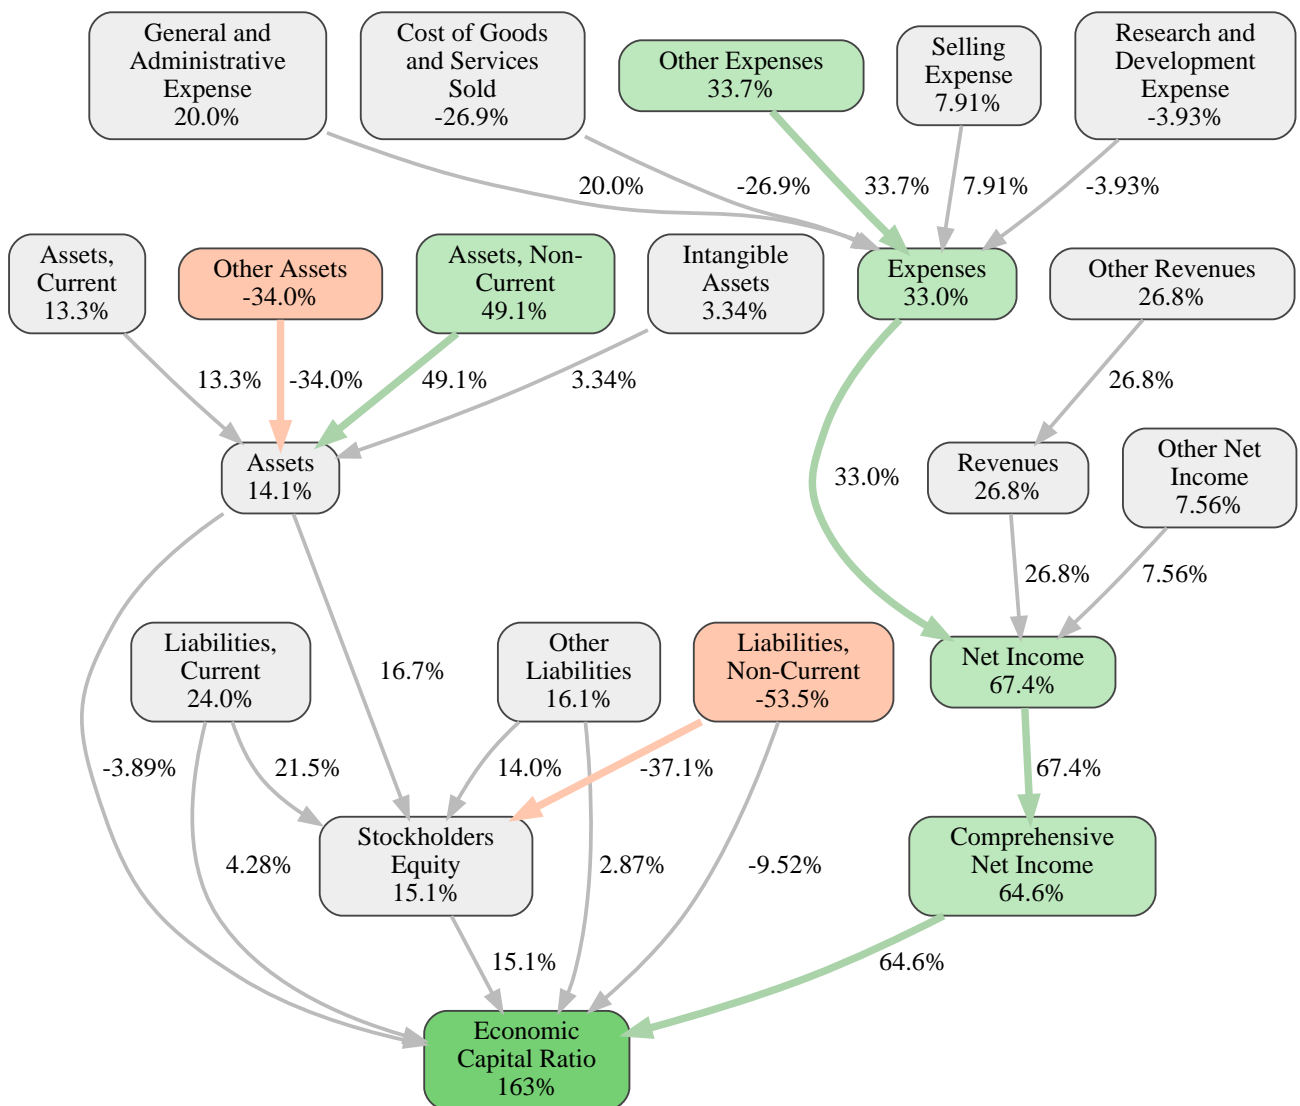 General and
Administrative
Expense
20.0%
Cost of Goods
and Services
Sold
-26.9%
Other Expenses
33.7%
Selling
Expense
7.91%
Research and
Development
Expense
-3.93%
20.0%
-26.9%
33.7%
7.91%
-3.93%
Assets,
Current
13.3%
Other Assets
-34.0%
Assets, Non-
Current
49.1%
Intangible
Assets
3.34%
Expenses
33.0%
Other Revenues
26.8%
13.3%
-34.0%
49.1%
3.34%
26.8%
Assets
14.1%
33.0%
Revenues
26.8%
Other Net
Income
7.56%
26.8%
7.56%
Liabilities,
Current
24.0%
16.7%
Other
Liabilities
16.1%
Liabilities,
Non-Current
-53.5%
Net Income
67.4%
-3.89%
21.5%
14.0%
-37.1%
67.4%
4.28%
Stockholders
Equity
15.1%
2.87%
-9.52%
Comprehensive
Net Income
64.6%
15.1%
64.6%
Economic
Capital Ratio
163%